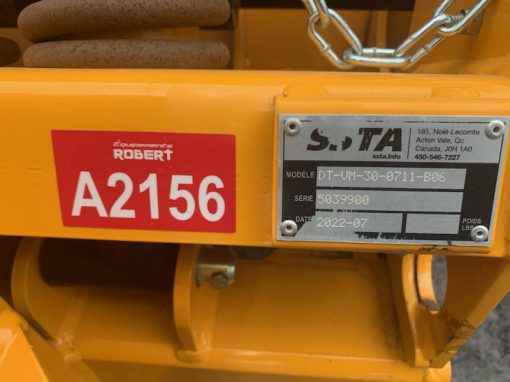 Équipements
ROBERT
A2156
SSTA
185, Noël-Lecomte
Acton Vale, Qc
Canada, J0H 1A0
ssta.info
450-546-7227
MODÈLE DT-VM-30-0711-B06
SERIE 5039900
DATE 2022-07
POIDS
LBS